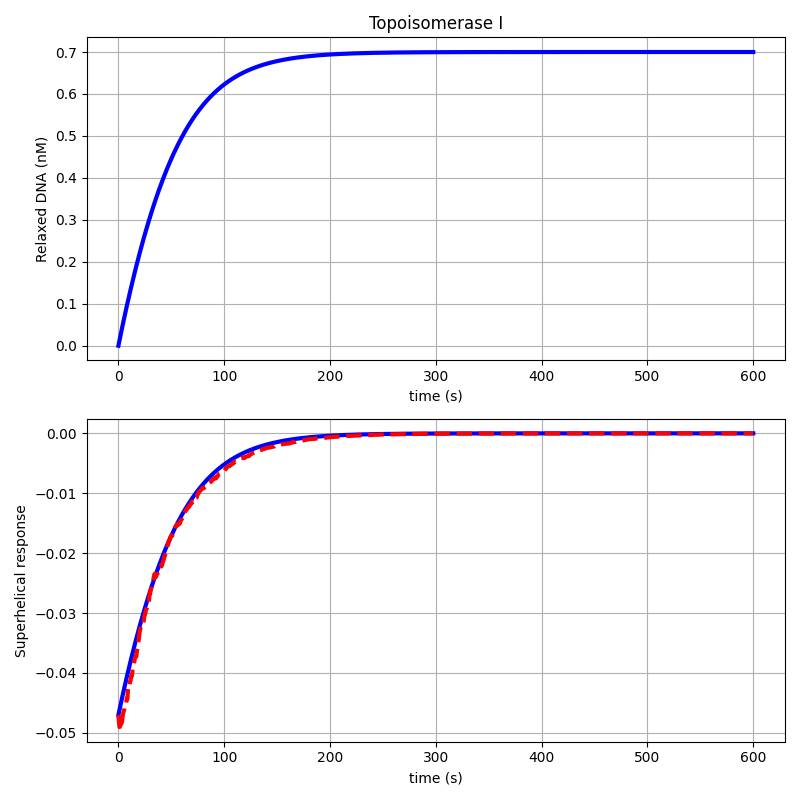 Topoisomerase I
Relaxed DNA (nM)
0.7
0.6
0.5
0.4
0.3
0.2
0.1
0.0
0 100 200 300 400 500 600
time (s)
Superhelical response
0.00
−0.01
−0.02
−0.03
−0.04
−0.05
0 100 200 300 400 500 600
time (s)